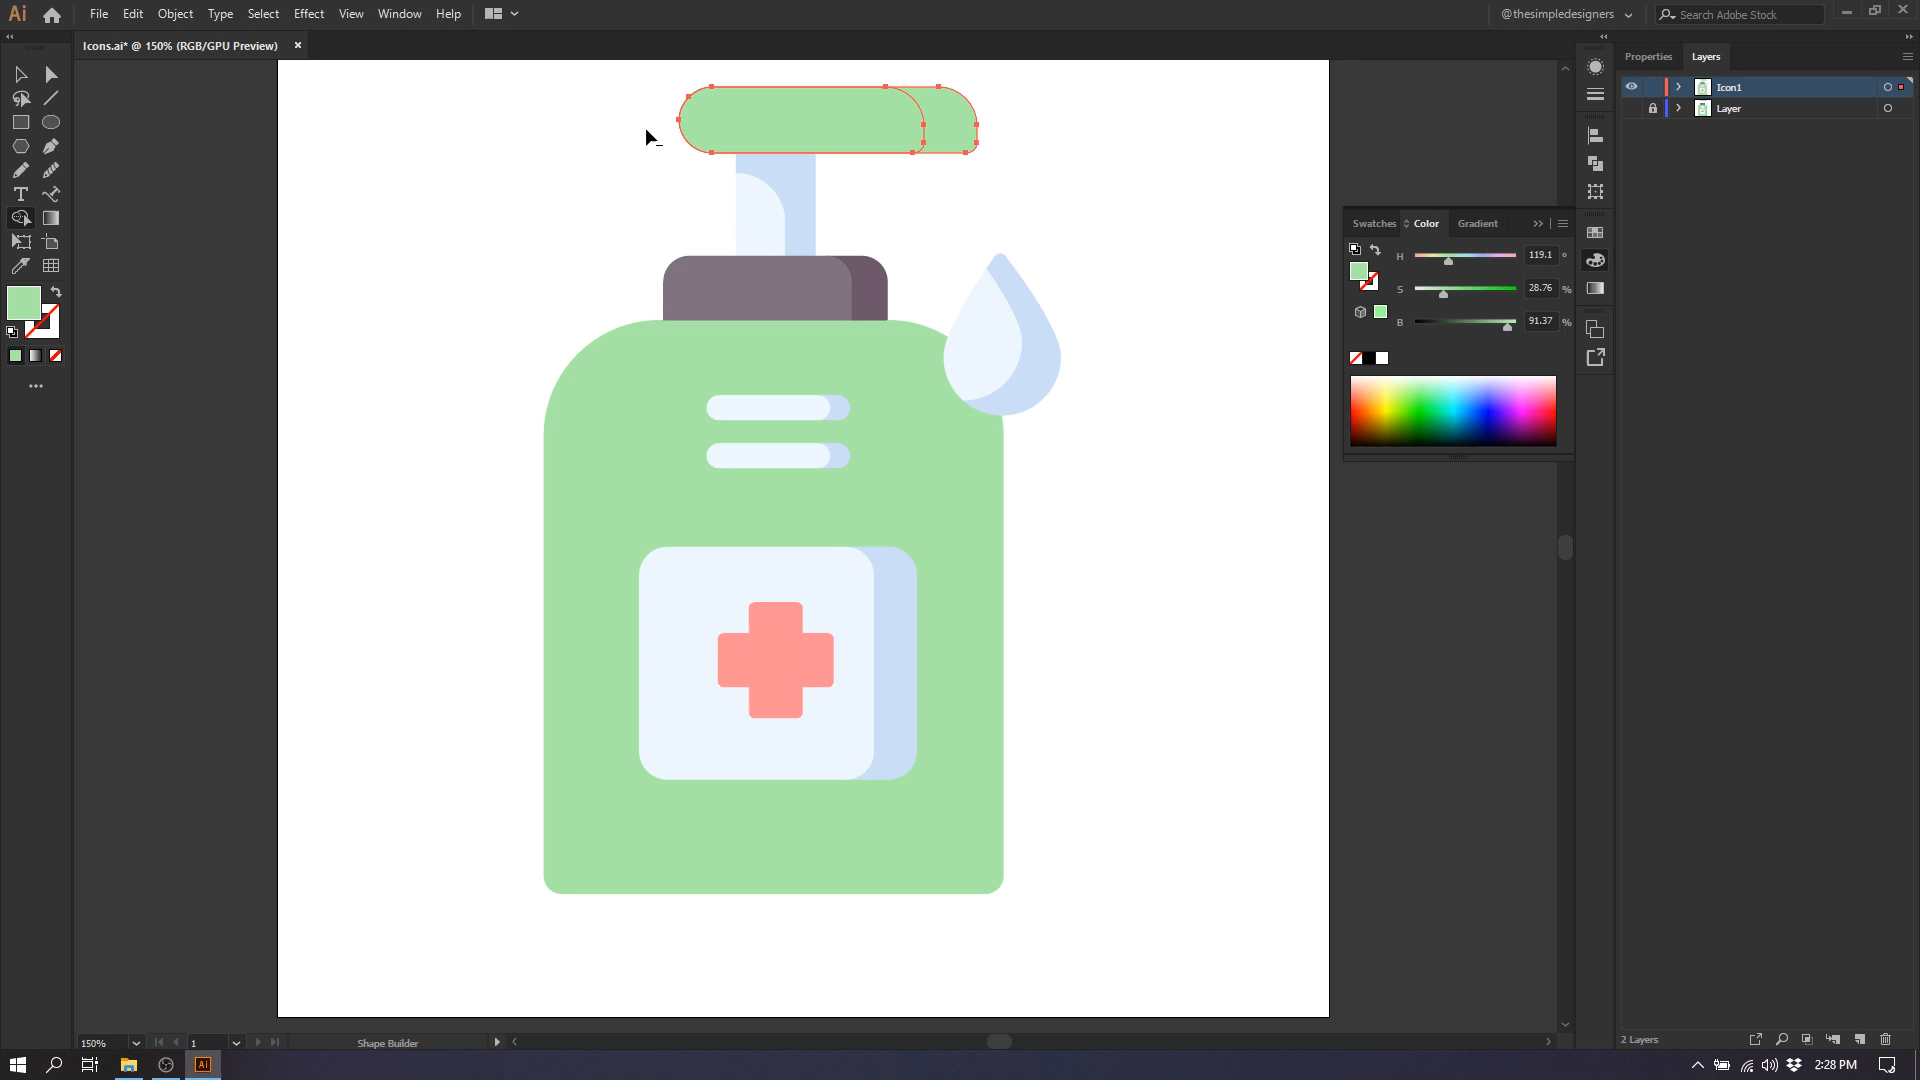 Ai File Edit Object Type Select Effect View Window Help @thesimpledesigners Search Adobe Stock
Icons.ai* @ 150% (RGB/GPU Preview)
Properties Layers
Icon1
Layer
Swatches Color Gradient
H 119.1 °
S 28.76 %
B 91.37 %
T
150% 1 Shape Builder
2 Layers
Ai 2:28 PM